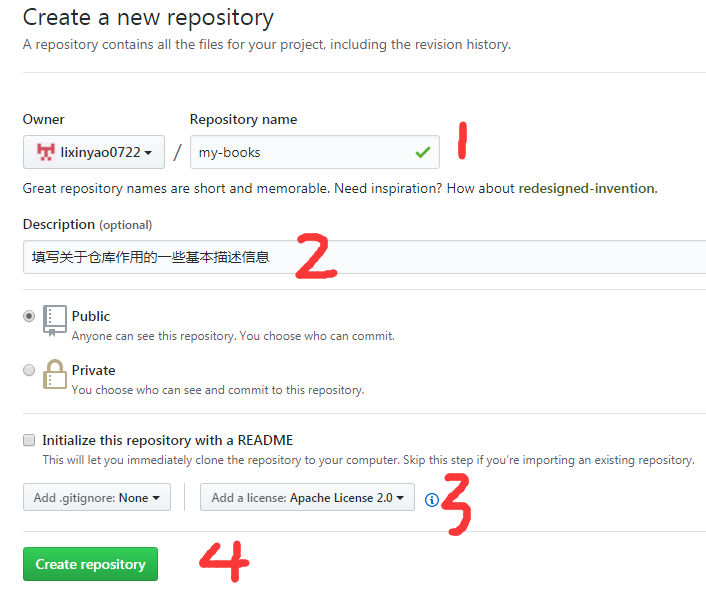 Create a new repository
A repository contains all the files for your project, including the revision history.
Owner Repository name
lixinyao0722 / my-books 1
Great repository names are short and memorable. Need inspiration? How about redesigned-invention.
Description (optional)
填写关于仓库作用的一些基本描述信息 2
Public
Anyone can see this repository. You choose who can commit.
Private
You choose who can see and commit to this repository.
Initialize this repository with a README
This will let you immediately clone the repository to your computer. Skip this step if you're importing an existing repository.
Add .gitignore: None Add a license: Apache License 2.0 3
Create repository 4